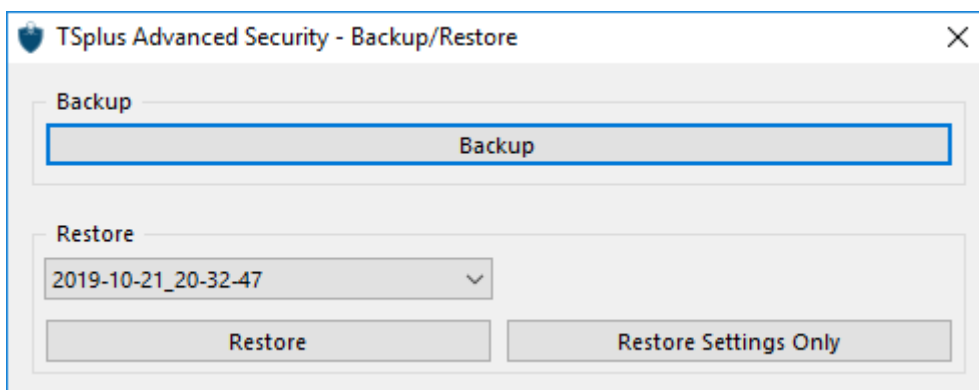 TSplus Advanced Security - Backup/Restore
Backup
Backup
Restore
2019-10-21_20-32-47
Restore Restore Settings Only